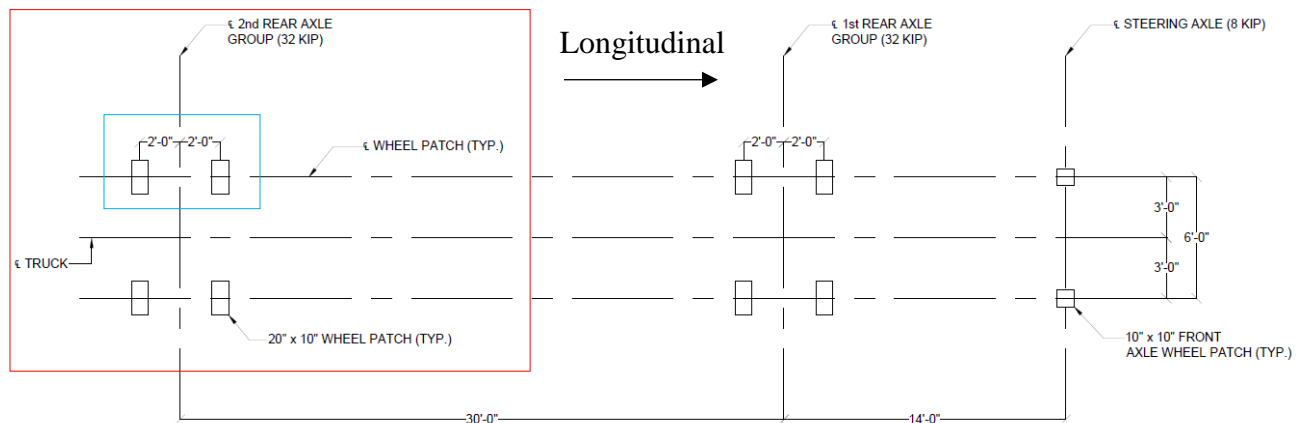 ℄ 2nd REAR AXLE
GROUP (32 KIP)
Longitudinal
℄ 1st REAR AXLE
GROUP (32 KIP)
℄ STEERING AXLE (8 KIP)
2'-0"
2'-0"
℄ WHEEL PATCH (TYP.)
2'-0"
2'-0"
3'-0"
6'-0"
3'-0"
℄ TRUCK
20" x 10" WHEEL PATCH (TYP.)
10" x 10" FRONT
AXLE WHEEL PATCH (TYP.)
30'-0"
14'-0"